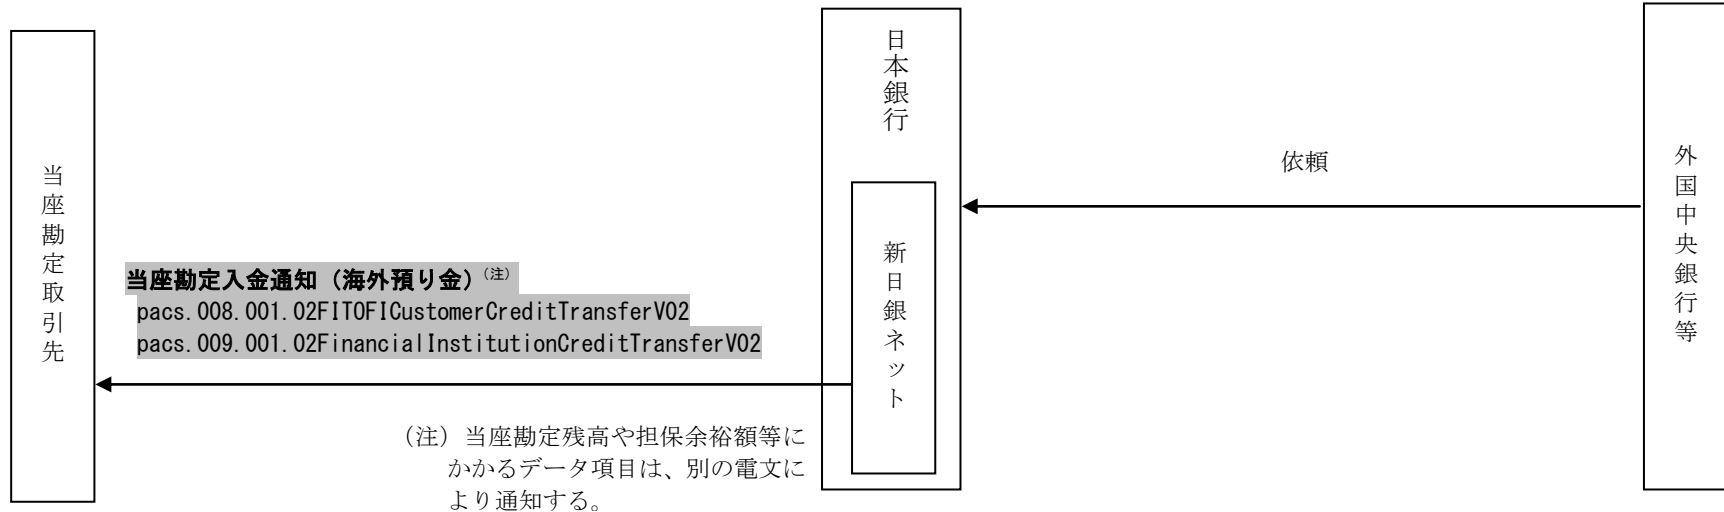 当座勘定取引先
当座勘定入金通知（海外預り金）（注）
pacs.008.001.02FITOFICustomerCreditTransferV02
pacs.009.001.02FinancialInstitutionCreditTransferV02
（注）当座勘定残高や担保余裕額等に
かかるデータ項目は、別の電文に
より通知する。
日本銀行
新日銀ネット
依頼
外国中央銀行等